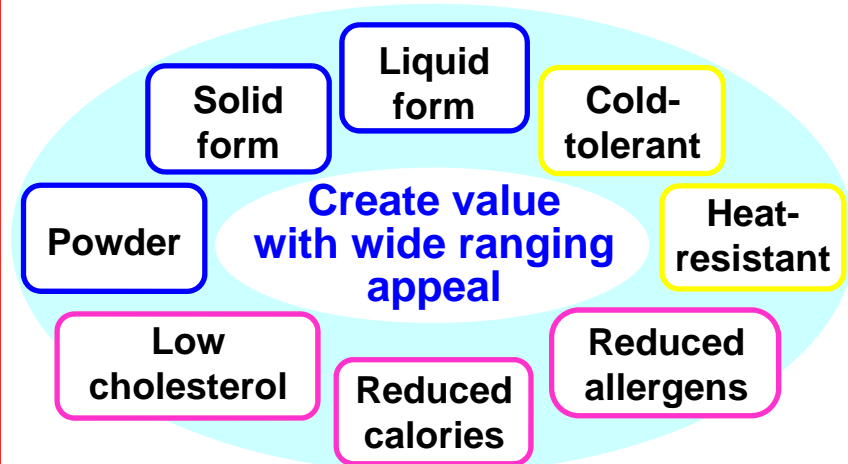 Liquid
form
Solid
form
Cold-
tolerant
Powder
Create value
with wide ranging
appeal
Heat-
resistant
Low
cholesterol
Reduced
calories
Reduced
allergens